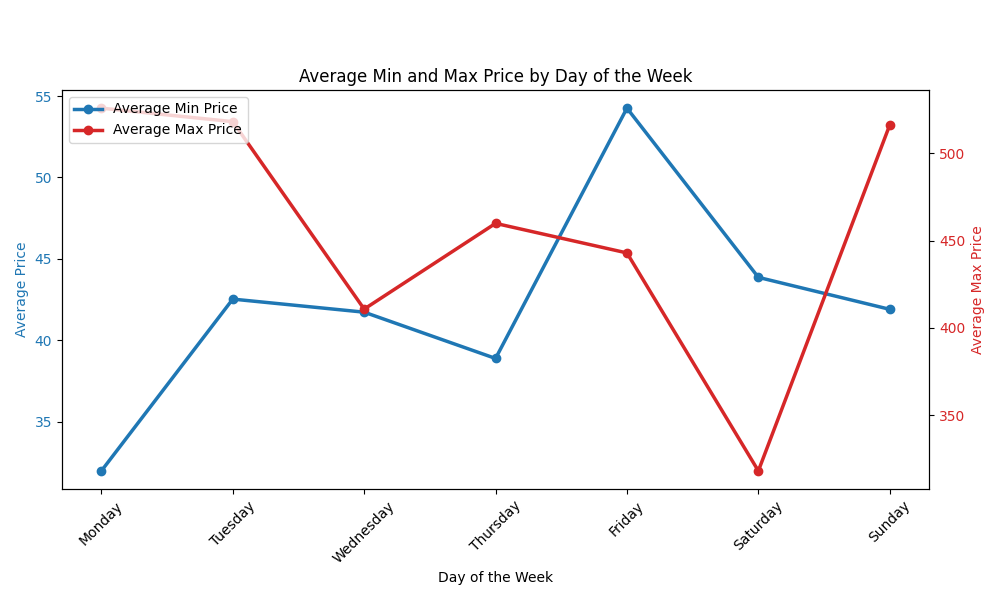 Average Min and Max Price by Day of the Week
Average Min Price
Average Max Price
55
50
45
40
35
Average Price
500
450
400
350
Average Max Price
Monday
Tuesday
Wednesday
Thursday
Friday
Saturday
Sunday
Day of the Week